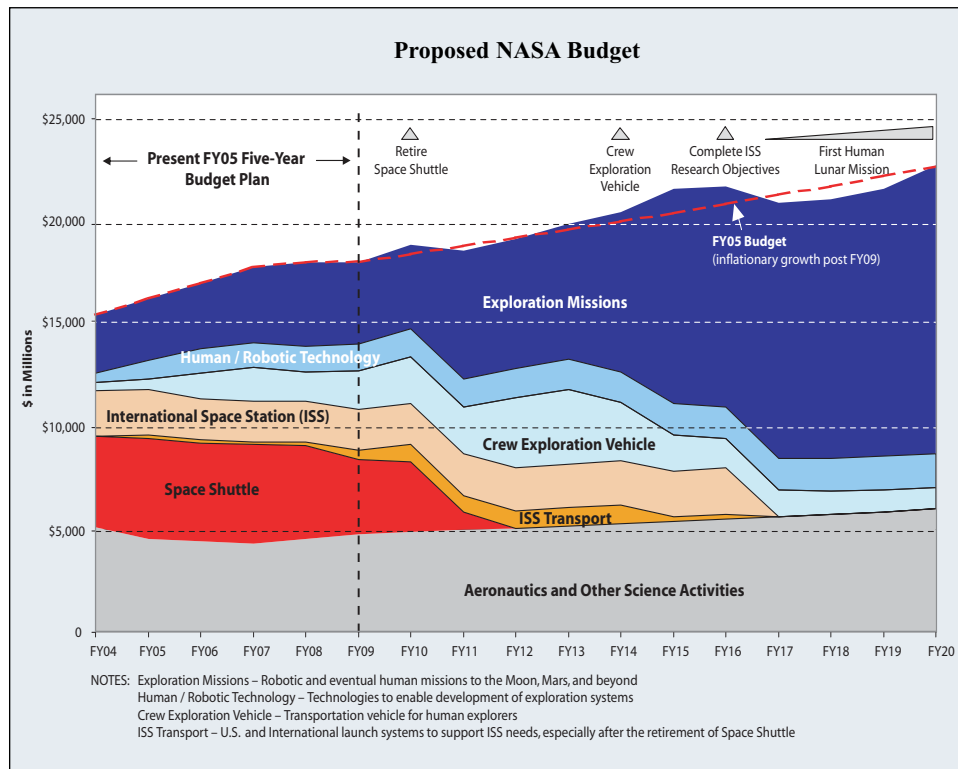 Proposed NASA Budget
$25,000
$20,000
$15,000
$10,000
$5,000
0
$ in Millions
Present FY05 Five-Year
Budget Plan
Retire
Space Shuttle
Crew
Exploration
Vehicle
Complete ISS
Research Objectives
First Human
Lunar Mission
FY05 Budget
(inflationary growth post FY09)
Exploration Missions
Human / Robotic Technology
International Space Station (ISS)
Crew Exploration Vehicle
Space Shuttle
ISS Transport
Aeronautics and Other Science Activities
FY04 FY05 FY06 FY07 FY08 FY09 FY10 FY11 FY12 FY13 FY14 FY15 FY16 FY17 FY18 FY19 FY20
NOTES: Exploration Missions – Robotic and eventual human missions to the Moon, Mars, and beyond
Human / Robotic Technology – Technologies to enable development of exploration systems
Crew Exploration Vehicle – Transportation vehicle for human explorers
ISS Transport – U.S. and International launch systems to support ISS needs, especially after the retirement of Space Shuttle